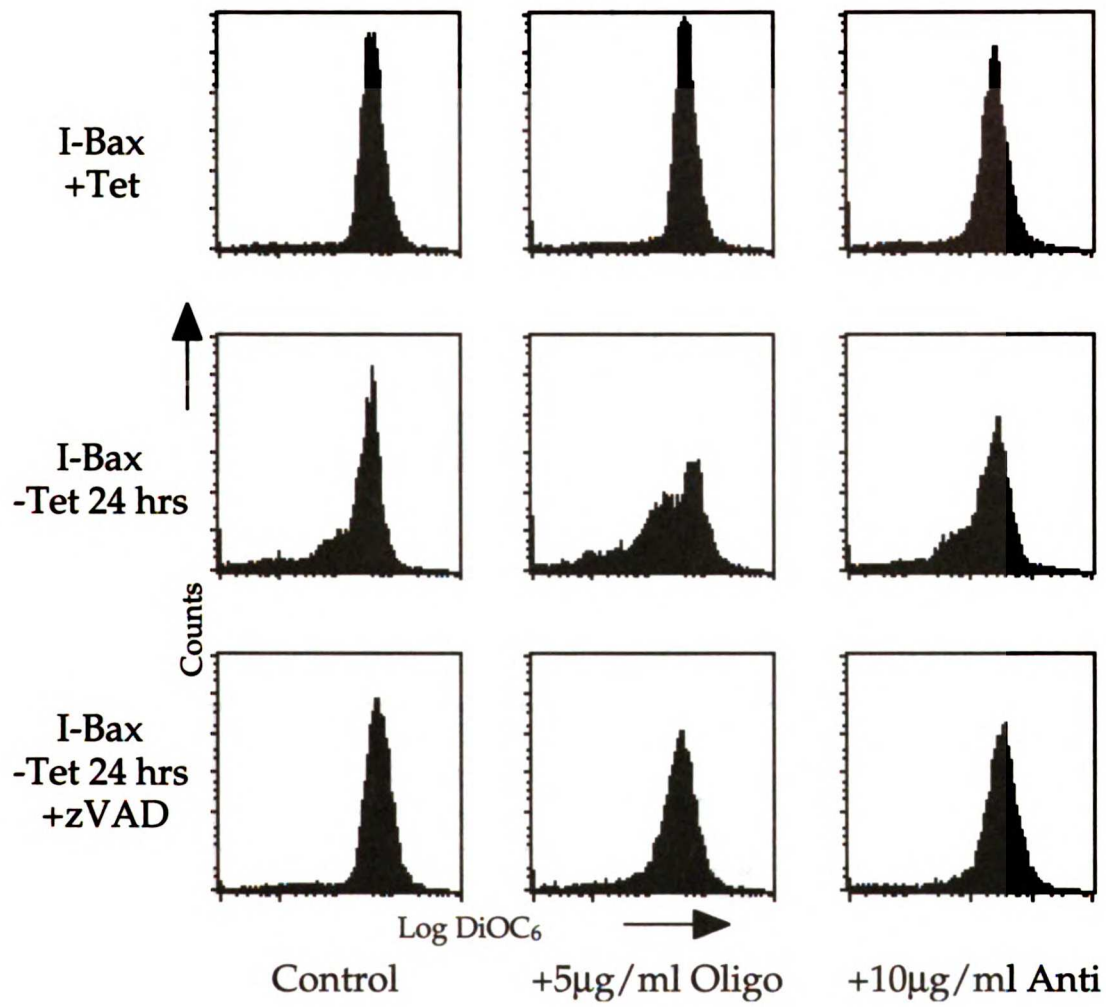 I-Bax
+Tet
I-Bax
-Tet 24 hrs
Counts
I-Bax
-Tet 24 hrs
+zVAD
Log DiOC₆
Control
+5µg/ml Oligo
+10µg/ml Anti